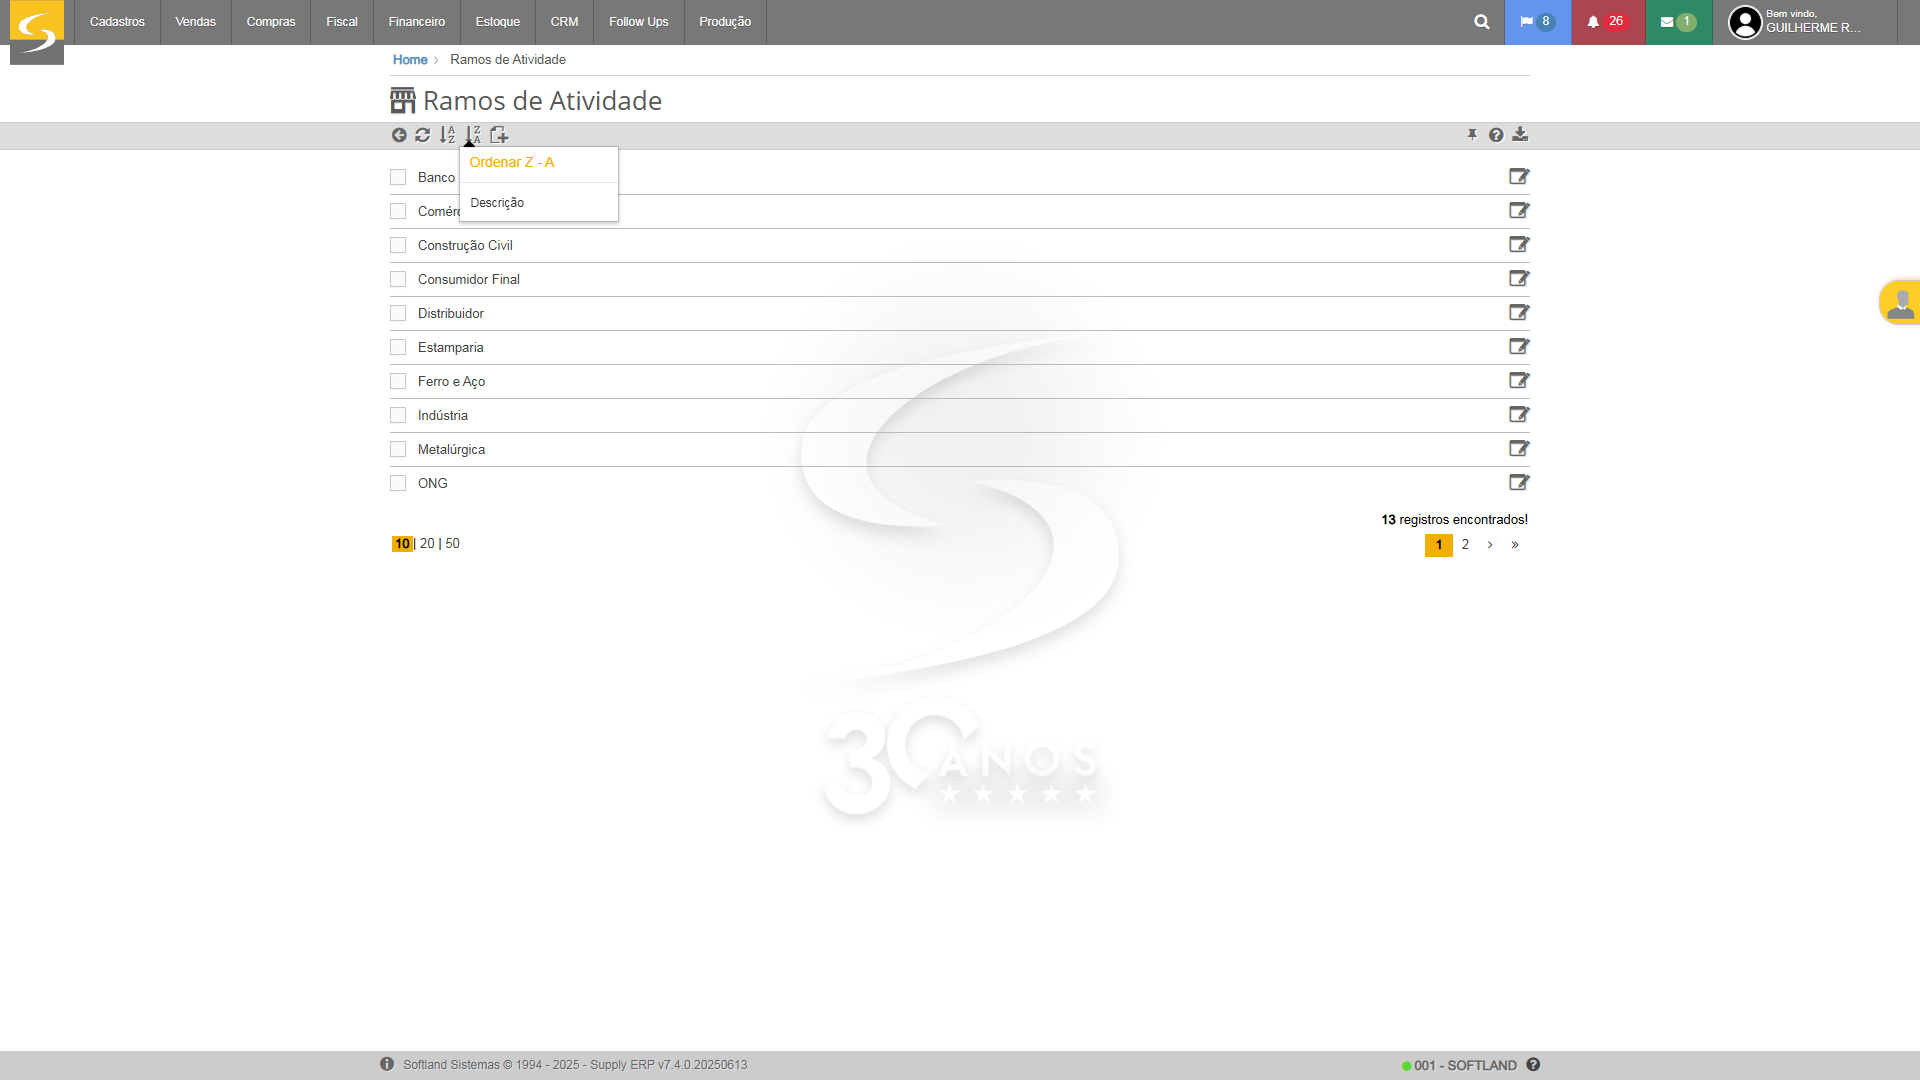 Cadastros Vendas Compras Fiscal Financeiro Estoque CRM Follow Ups Produção 8 26 1 Bem vindo,
GUILHERME R...
Home > Ramos de Atividade
Ramos de Atividade
Ordenar Z - A
Descrição
Banco
Comérc
Construção Civil
Consumidor Final
Distribuidor
Estamparia
Ferro e Aço
Indústria
Metalúrgica
ONG
13 registros encontrados!
10 | 20 | 50
1 2 › »
30 ANOS
Softland Sistemas © 1994 - 2025 - Supply ERP v7.4.0.20250613
001 - SOFTLAND